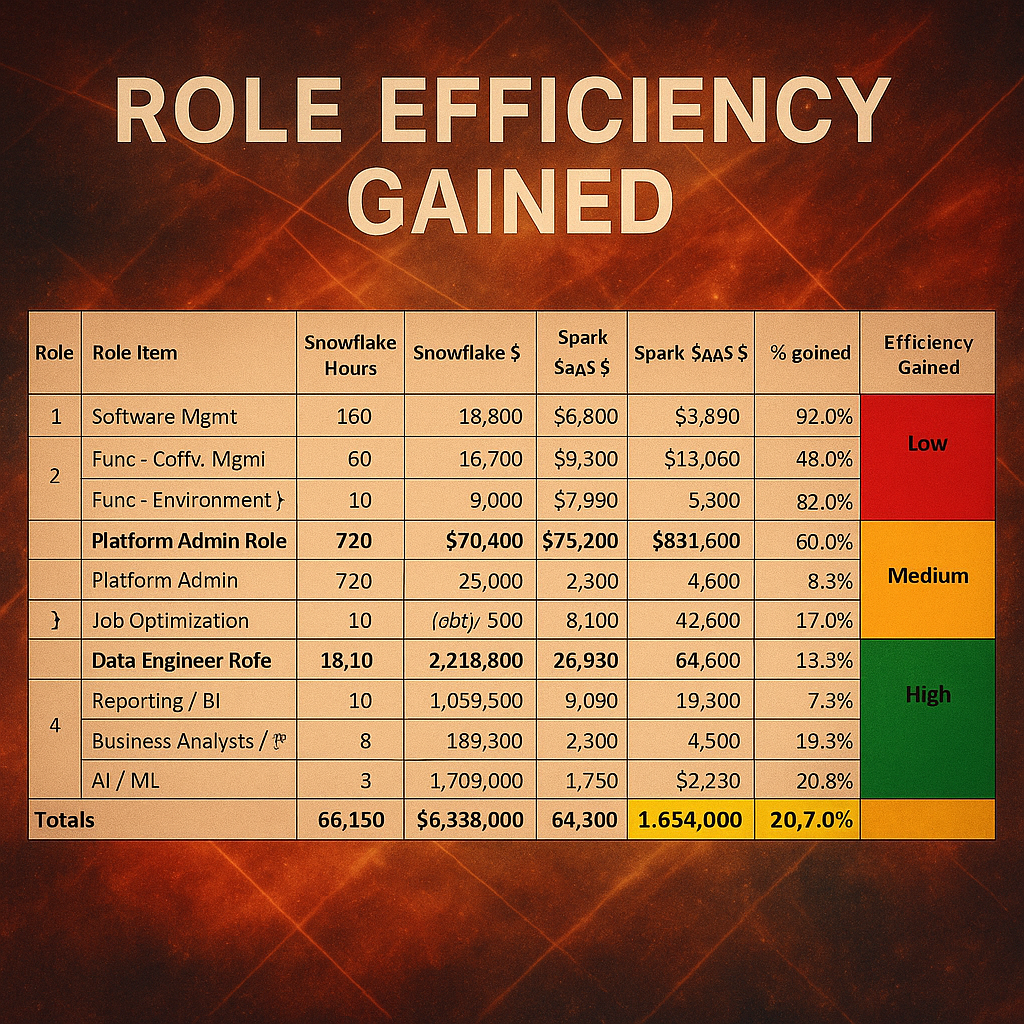 ROLE EFFICIENCY
GAINED
Role Role Item Snowflake Hours Snowflake $ Spark $aAS $ Spark $AAS $ % goined Efficiency Gained
1 Software Mgmt 160 18,800 $6,800 $3,890 92.0% Low
2 Func - Coffv. Mgmi 60 16,700 $9,300 $13,060 48.0%
Func - Environment 10 9,000 $7,990 5,300 82.0%
Platform Admin Role 720 $70,400 $75,200 $831,600 60.0% Medium
Platform Admin 720 25,000 2,300 4,600 8.3%
Job Optimization 10 500 8,100 42,600 17.0%
Data Engineer Rofe 18,10 2,218,800 26,930 64,600 13.3% High
4 Reporting / BI 10 1,059,500 9,090 19,300 7.3%
Business Analysts / 8 189,300 2,300 4,500 19.3%
AI / ML 3 1,709,000 1,750 $2,230 20.8%
Totals 66,150 $6,338,000 64,300 1.654,000 20,7.0%